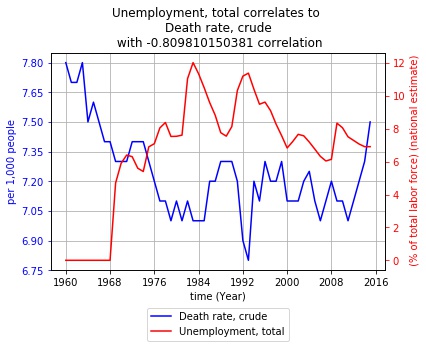 Unemployment, total correlates to
Death rate, crude
with -0.809810150381 correlation
7.80
7.65
7.50
7.35
7.20
7.05
6.90
6.75
per 1,000 people
12
10
8
6
4
2
0
(% of total labor force) (national estimate)
1960 1968 1976 1984 1992 2000 2008 2016
time (Year)
Death rate, crude
Unemployment, total